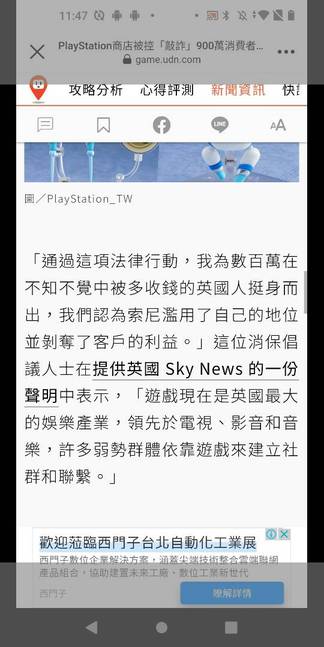 11:47
PlayStation商店被控「敲詐」900萬消費者...
game.udn.com
攻略分析 心得評測 新聞資訊 快訊
LINE
AA
圖／PlayStation_TW
「通過這項法律行動，我為數百萬在
不知不覺中被多收錢的英國人挺身而
出，我們認為索尼濫用了自己的地位
並剝奪了客戶的利益。」這位消保倡
議人士在提供英國 Sky News 的一份
聲明中表示，「遊戲現在是英國最大
的娛樂產業，領先於電視、影音和音
樂，許多弱勢群體依靠遊戲來建立社
群和聯繫。」
歡迎蒞臨西門子台北自動化工業展
西門子數位企業解決方案，涵蓋尖端技術整合雲端聯網
產品組合，協助建置未來工廠、數位工業新世代
西門子
瞭解詳情